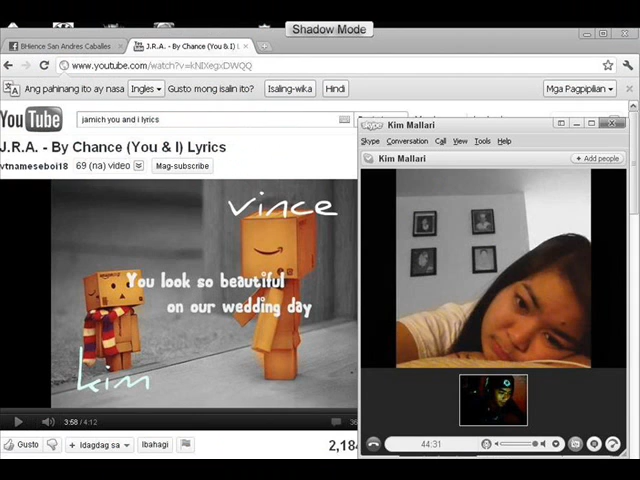 Shadow Mode
BHience San Andres Caballes
J.R.A. - By Chance (You & I) L
www.youtube.com/watch?v=kNlXegxDWQQ
Ang pahinang ito ay nasa Ingles Gusto mong isalin ito? Isaling-wika Hindi Mga Pagpipilian
YouTube
jamich you and i lyrics
J.R.A. - By Chance (You & I) Lyrics
vtnameseboi18 69 (na) video Mag-subscribe
vince
You look so beautiful
on our wedding day
kim
3:58 / 4:12
36
Gusto Idagdag sa Ibahagi 2,184
skype Kim Mallari
Skype Conversation Call View Tools Help
Kim Mallari Add people
44:31